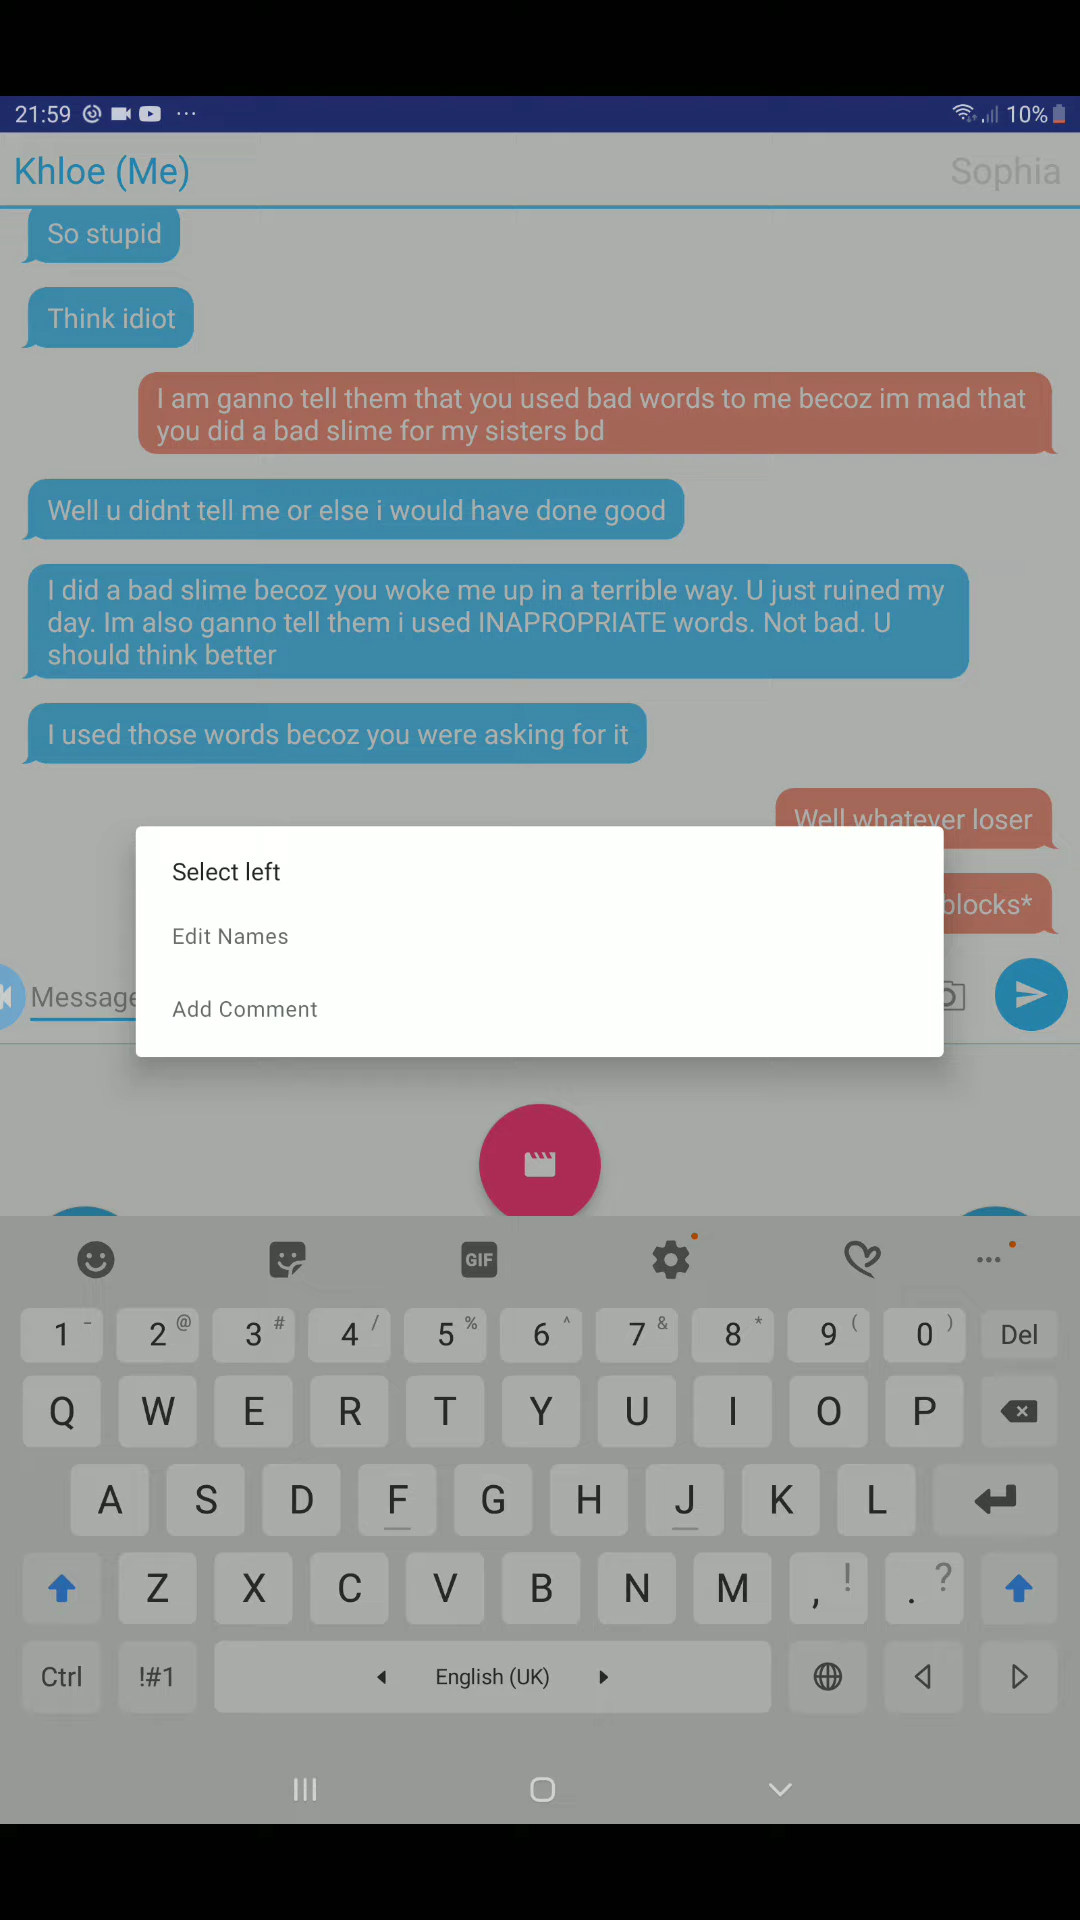 21:59 10%
Khloe (Me) Sophia
So stupid
Think idiot
I am ganno tell them that you used bad words to me becoz im mad that
you did a bad slime for my sisters bd
Well u didnt tell me or else i would have done good
I did a bad slime becoz you woke me up in a terrible way. U just ruined my
day. Im also ganno tell them i used INAPROPRIATE words. Not bad. U
should think better
I used those words becoz you were asking for it
Well whatever loser
blocks*
Select left
Edit Names
Add Comment
Message
GIF
1 - 2 @ 3 # 4 / 5 % 6 ^ 7 & 8 * 9 ( 0 ) Del
Q W E R T Y U I O P
A S D F G H J K L
Z X C V B N M , ! . ?
Ctrl !#1 English (UK)